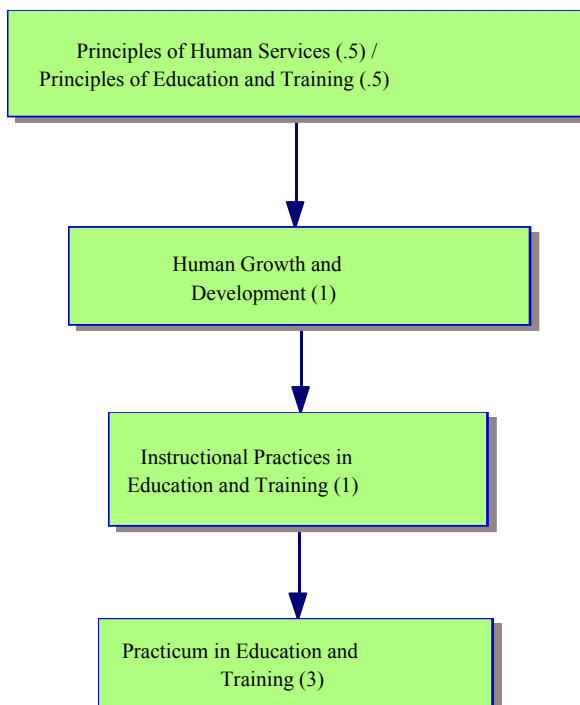 Principles of Human Services (.5) /
Principles of Education and Training (.5)
Human Growth and
Development (1)
Instructional Practices in
Education and Training (1)
Practicum in Education and
Training (3)